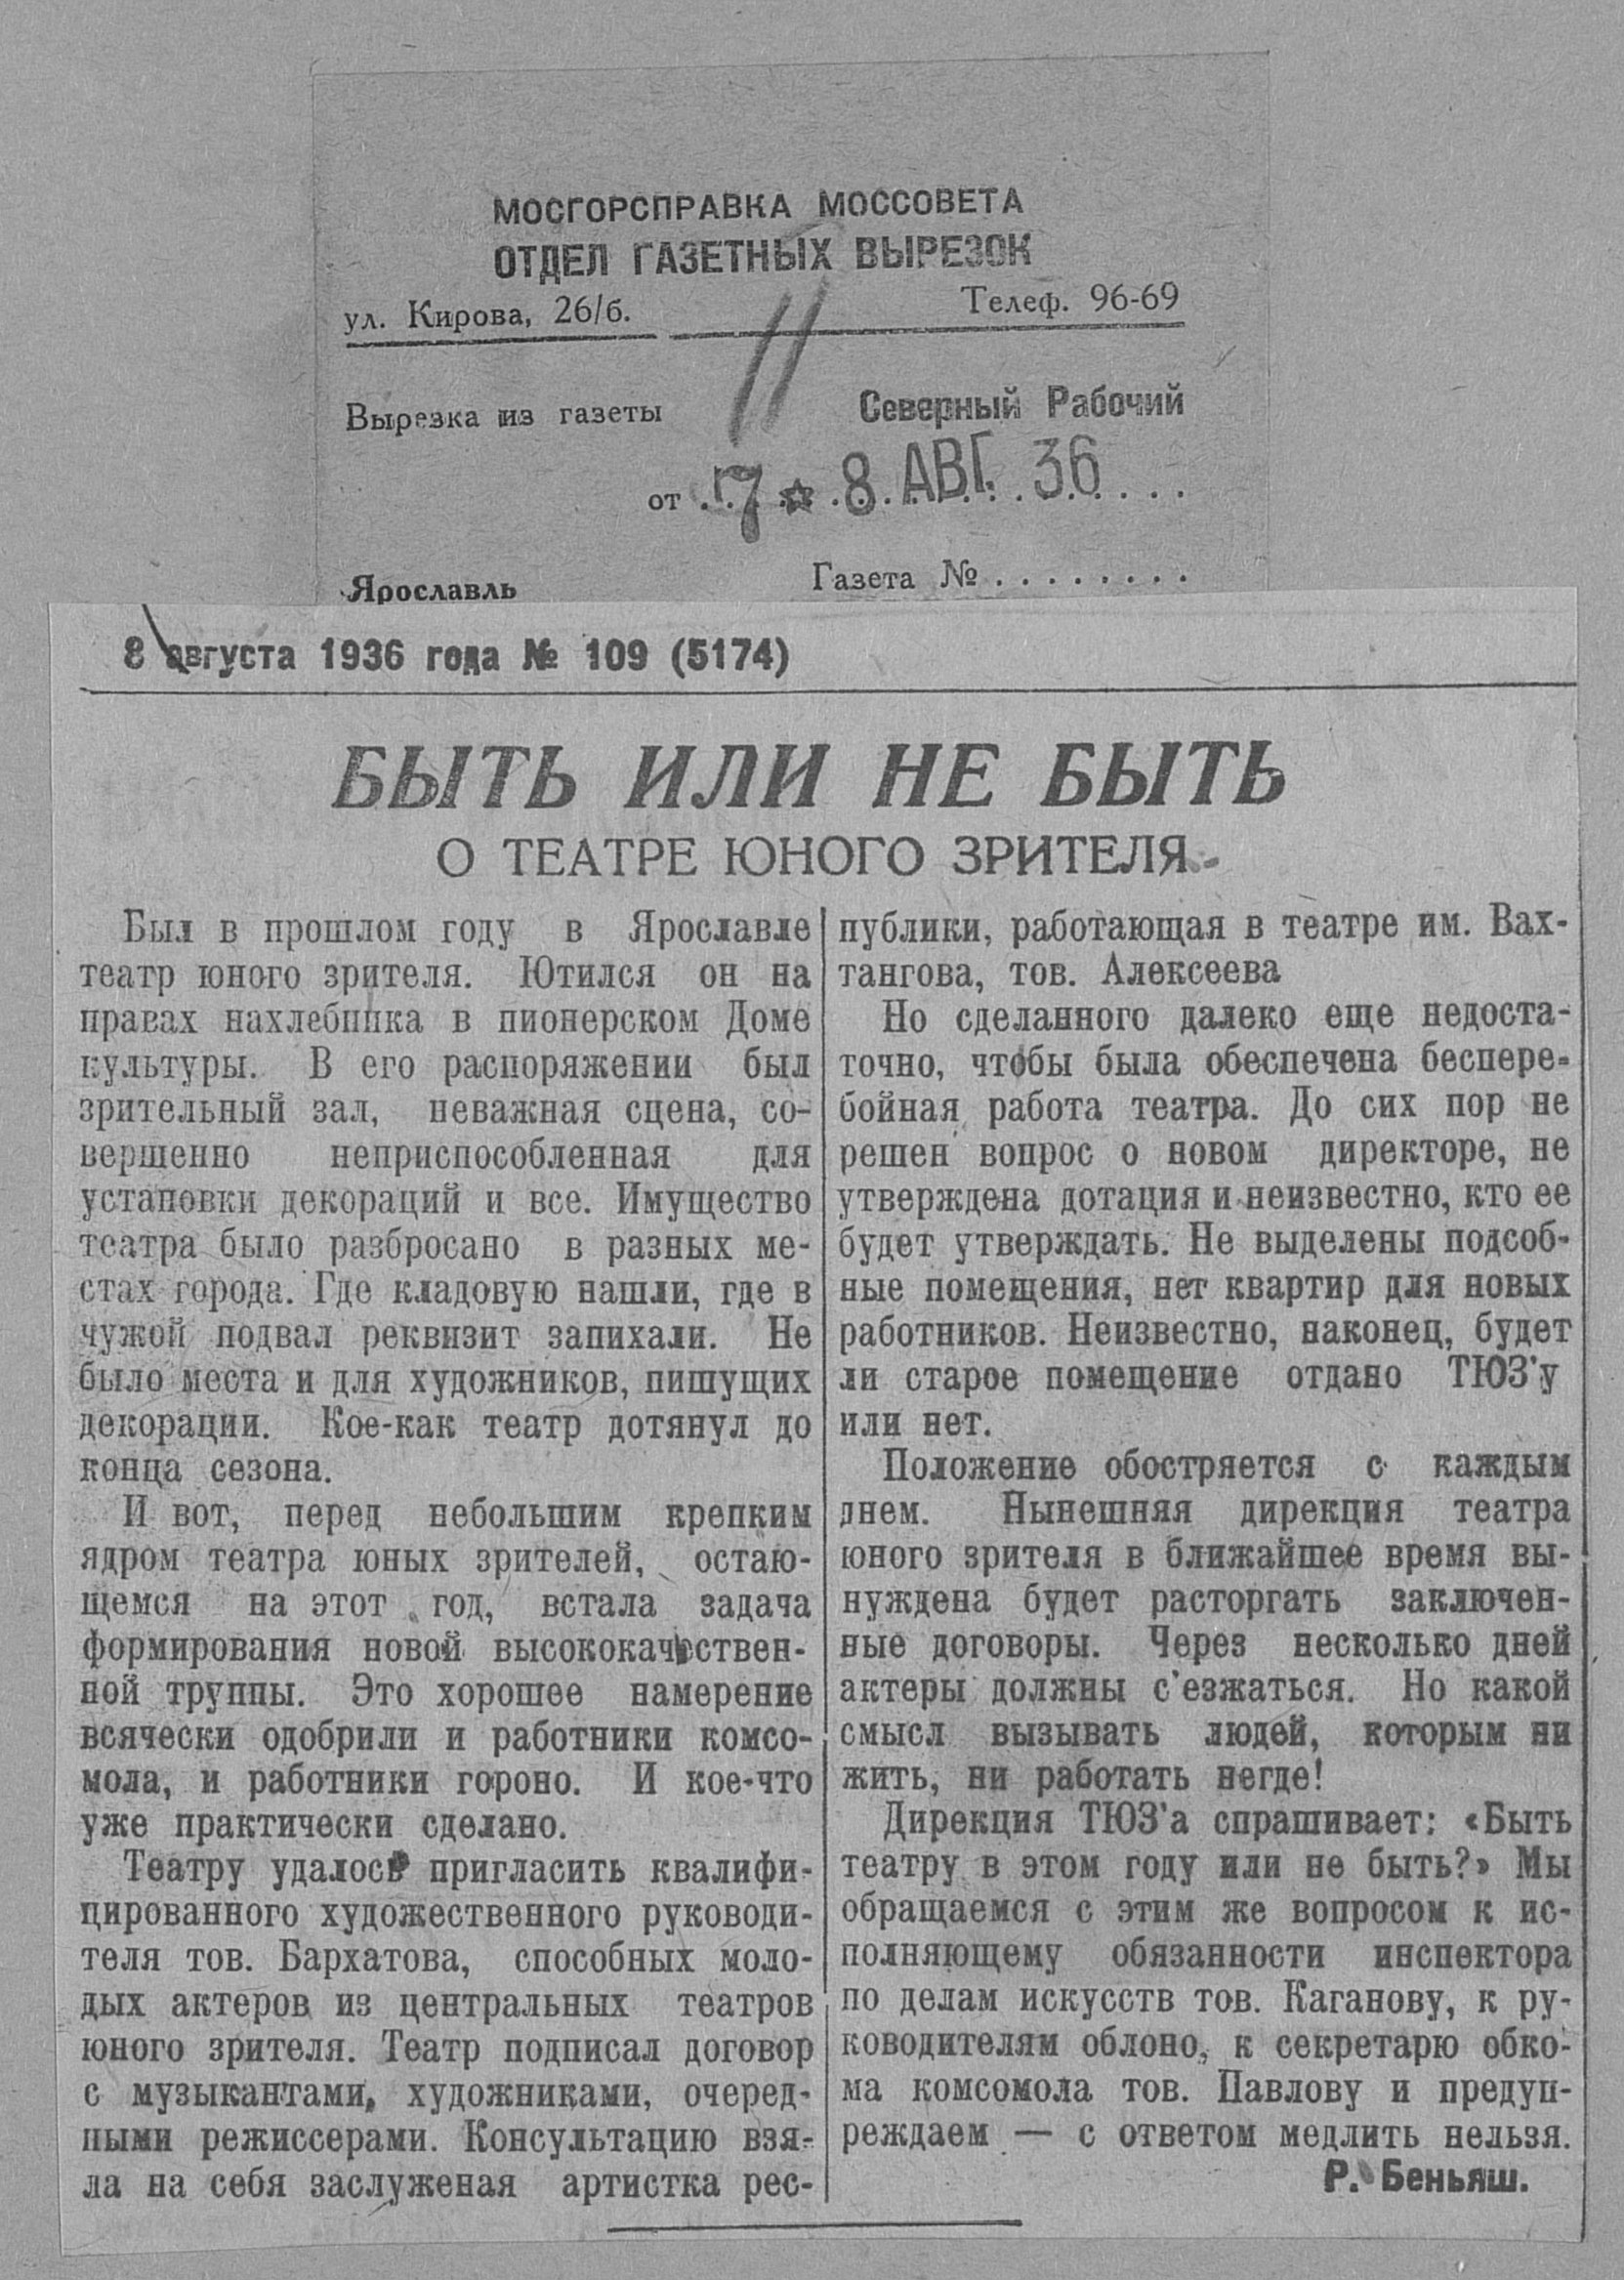 МОСГОРСПРАВКА МОССОВЕТА
ОТДЕЛ ГАЗЕТНЫХ ВЫРЕЗОК
ул. Кирова, 26/б. Телеф. 96-69
Вырезка из газеты Северный Рабочий
от 7 ☆ 8 АВГ. 36
Ярославль Газета № . . . . . . . .
8 августа 1936 года № 109 (5174)
БЫТЬ ИЛИ НЕ БЫТЬ
О ТЕАТРЕ ЮНОГО ЗРИТЕЛЯ
Был в прошлом году в Ярославле
театр юного зрителя. Ютился он на
правах нахлебника в пионерском Доме
культуры. В его распоряжении был
зрительный зал, неважная сцена, со-
вершенно неприспособленная для
установки декораций и все. Имущество
театра было разбросано в разных ме-
стах города. Где кладовую нашли, где в
чужой подвал реквизит запихали. Не
было места и для художников, пишущих
декорации. Кое-как театр дотянул до
конца сезона.
И вот, перед небольшим крепким
ядром театра юных зрителей, остаю-
щемся на этот год, встала задача
формирования новой высококачествен-
ной труппы. Это хорошее намерение
всячески одобрили и работники комсо-
мола, и работники гороно. И кое-что
уже практически сделано.
Театру удалось пригласить квалифи-
цированного художественного руководи-
теля тов. Бархатова, способных моло-
дых актеров из центральных театров
юного зрителя. Театр подписал договор
с музыкантами, художниками, очеред-
ными режиссерами. Консультацию взя-
ла на себя заслуженая артистка рес-
публики, работающая в театре им. Вах-
тангова, тов. Алексеева
Но сделанного далеко еще недоста-
точно, чтобы была обеспечена беспере-
бойная работа театра. До сих пор не
решен вопрос о новом директоре, не
утверждена дотация и неизвестно, кто ее
будет утверждать. Не выделены подсоб-
ные помещения, нет квартир для новых
работников. Неизвестно, наконец, будет
ли старое помещение отдано ТЮЗ'у
или нет.
Положение обостряется с каждым
днем. Нынешняя дирекция театра
юного зрителя в ближайшее время вы-
нуждена будет расторгать заключен-
ные договоры. Через несколько дней
актеры должны с'езжаться. Но какой
смысл вызывать людей, которым ни
жить, ни работать негде!
Дирекция ТЮЗ'а спрашивает: «Быть
театру в этом году или не быть?» Мы
обращаемся с этим же вопросом к ис-
полняющему обязанности инспектора
по делам искусств тов. Каганову, к ру-
ководителям облоно, к секретарю обко-
ма комсомола тов. Павлову и предуп-
реждаем — с ответом медлить нельзя.
Р. Беньяш.